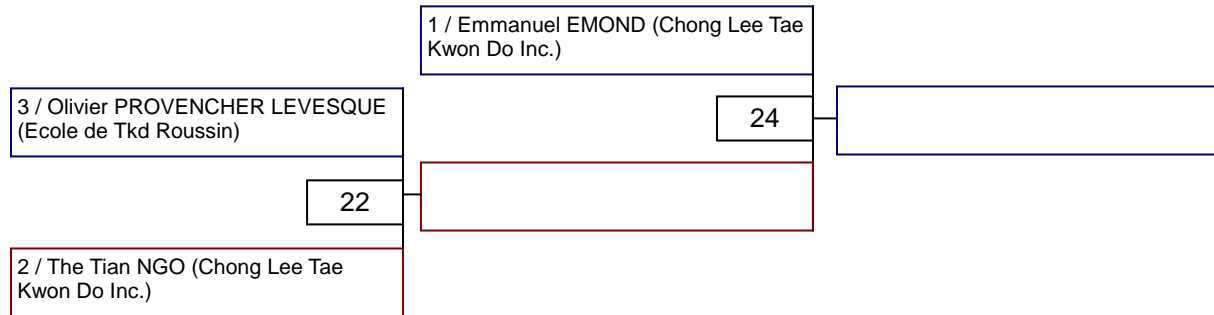 1 / Emmanuel EMOND (Chong Lee Tae
Kwon Do Inc.)
3 / Olivier PROVENCHER LEVESQUE
(Ecole de Tkd Roussin)
24
22
2 / The Tian NGO (Chong Lee Tae
Kwon Do Inc.)